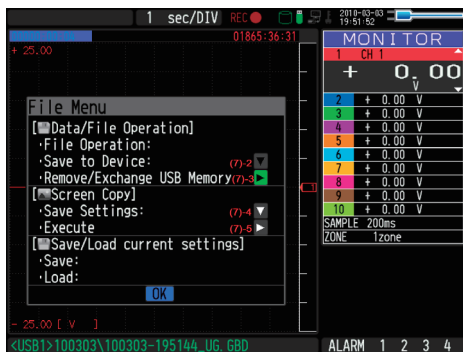 1 sec/DIV REC
2010-03-03
19:51:52
01865:36:31
+ 25.00
File Menu
[Data/File Operation]
・File Operation:
・Save to Device: (7)-2
・Remove/Exchange USB Memory(7)-3
[Screen Copy]
・Save Settings: (7)-4
・Execute (7)-5
[Save/Load current settings]
・Save:
・Load:
OK
- 25.00 [ V ]
<USB1>100303\100303-195144_UG.GBD
MONITOR
1 CH 1
+ 0.00
V
2 + 0.00 V
3 + 0.00 V
4 + 0.00 V
5 + 0.00 V
6 + 0.00 V
7 + 0.00 V
8 + 0.00 V
9 + 0.00 V
10 + 0.00 V
SAMPLE 200ms
ZONE 1zone
ALARM 1 2 3 4